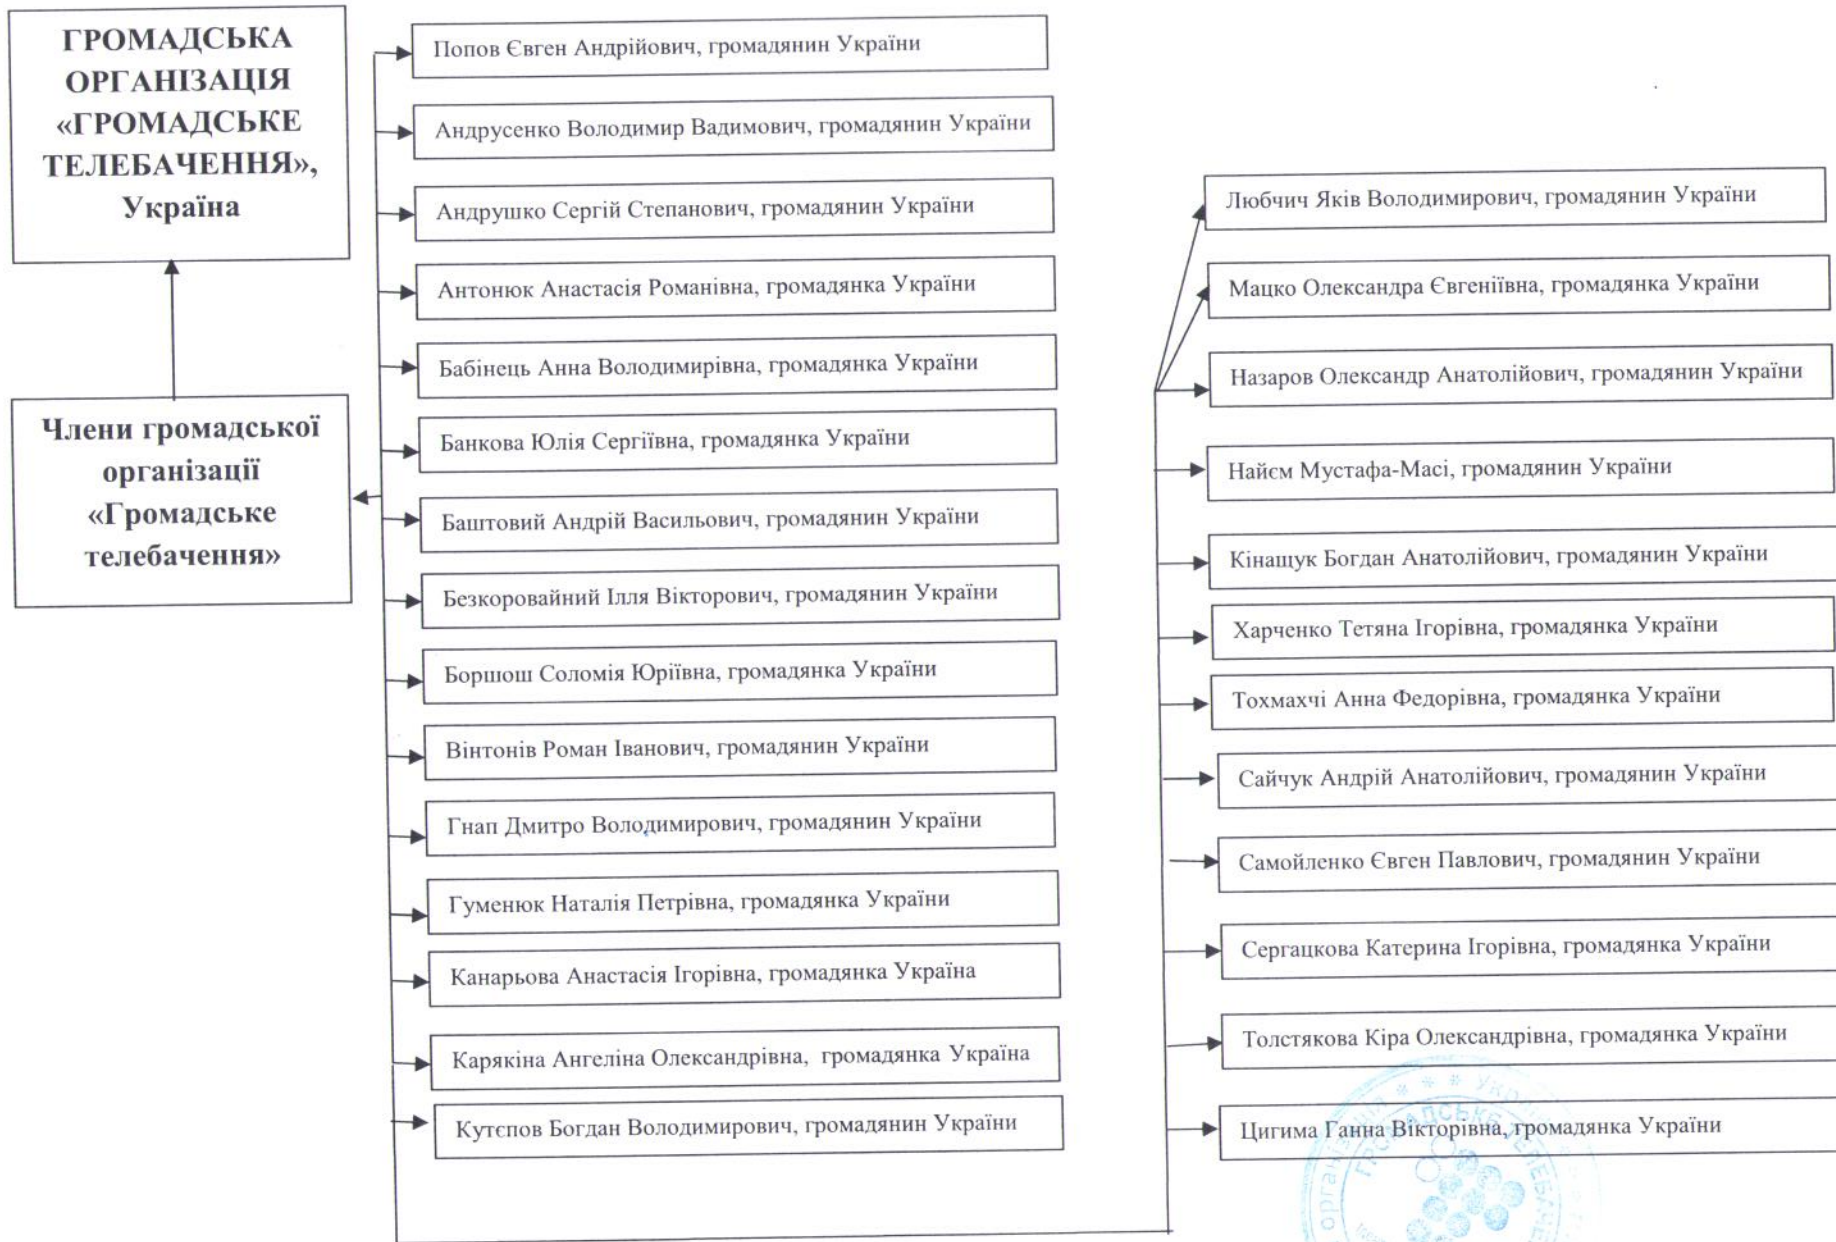 ГРОМАДСЬКА
ОРГАНІЗАЦІЯ
«ГРОМАДСЬКЕ
ТЕЛЕБАЧЕННЯ»,
Україна
Члени громадської
організації
«Громадське
телебачення»
Попов Євген Андрійович, громадянин України
Андрусенко Володимир Вадимович, громадянин України
Андрушко Сергій Степанович, громадянин України
Антонюк Анастасія Романівна, громадянка України
Бабінець Анна Володимирівна, громадянка України
Банкова Юлія Сергіївна, громадянка України
Баштовий Андрій Васильович, громадянин України
Безкоровайний Ілля Вікторович, громадянин України
Боршош Соломія Юріївна, громадянка України
Вінтонів Роман Іванович, громадянин України
Гнап Дмитро Володимирович, громадянин України
Гуменюк Наталія Петрівна, громадянка України
Канарьова Анастасія Ігорівна, громадянка Україна
Карякіна Ангеліна Олександрівна, громадянка Україна
Кутєпов Богдан Володимирович, громадянин України
Любчич Яків Володимирович, громадянин України
Мацко Олександра Євгеніївна, громадянка України
Назаров Олександр Анатолійович, громадянин України
Найєм Мустафа-Масі, громадянин України
Кінащук Богдан Анатолійович, громадянин України
Харченко Тетяна Ігорівна, громадянка України
Тохмахчі Анна Федорівна, громадянка України
Сайчук Андрій Анатолійович, громадянин України
Самойленко Євген Павлович, громадянин України
Сергацкова Катерина Ігорівна, громадянка України
Толстякова Кіра Олександрівна, громадянка України
Цигима Ганна Вікторівна, громадянка України
організація * * * Україна
ГРОМАДСЬКЕ